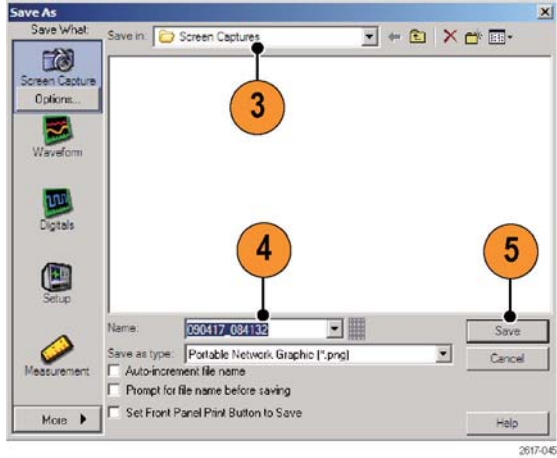 Save As
Save What:
Save in: Screen Captures
3
Screen Capture
Options...
Waveform
Digitals
Setup
Measurement
More
4
5
Name: 090417_084132
Save
Save as type: Portable Network Graphic (*.png)
Cancel
Auto-increment file name
Prompt for file name before saving
Set Front Panel Print Button to Save
Help
2617-045